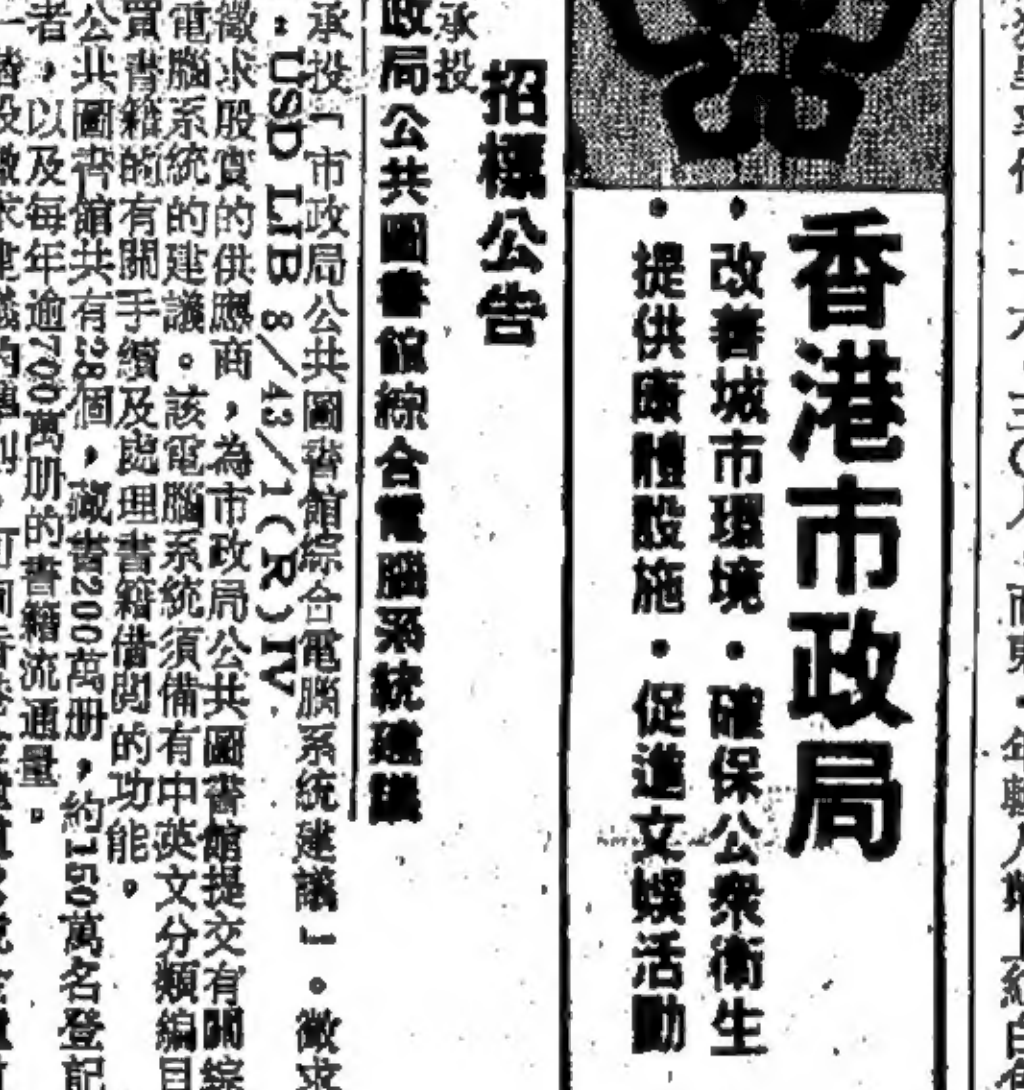 香港市政局
•改善城市環境•確保公衆衛生
•提供康體設施•促進文娛活動
招標公告
承投
政局公共圖書館綜合電腦系統建議
承投「市政局公共圖書館綜合電腦系統建議」。徵求
USD LIB 8/43/1(R)IV
徵求殷實的供應商，為市政局公共圖書館提交有關綜
電腦系統的建議。該電腦系統須備有中英文分類編目
買書籍的有關手續及處理書籍借閱的功能。
公共圖書館共有28個，藏書200萬册，約150萬名登記
者，以及每年逾700萬册的書籍流通量。